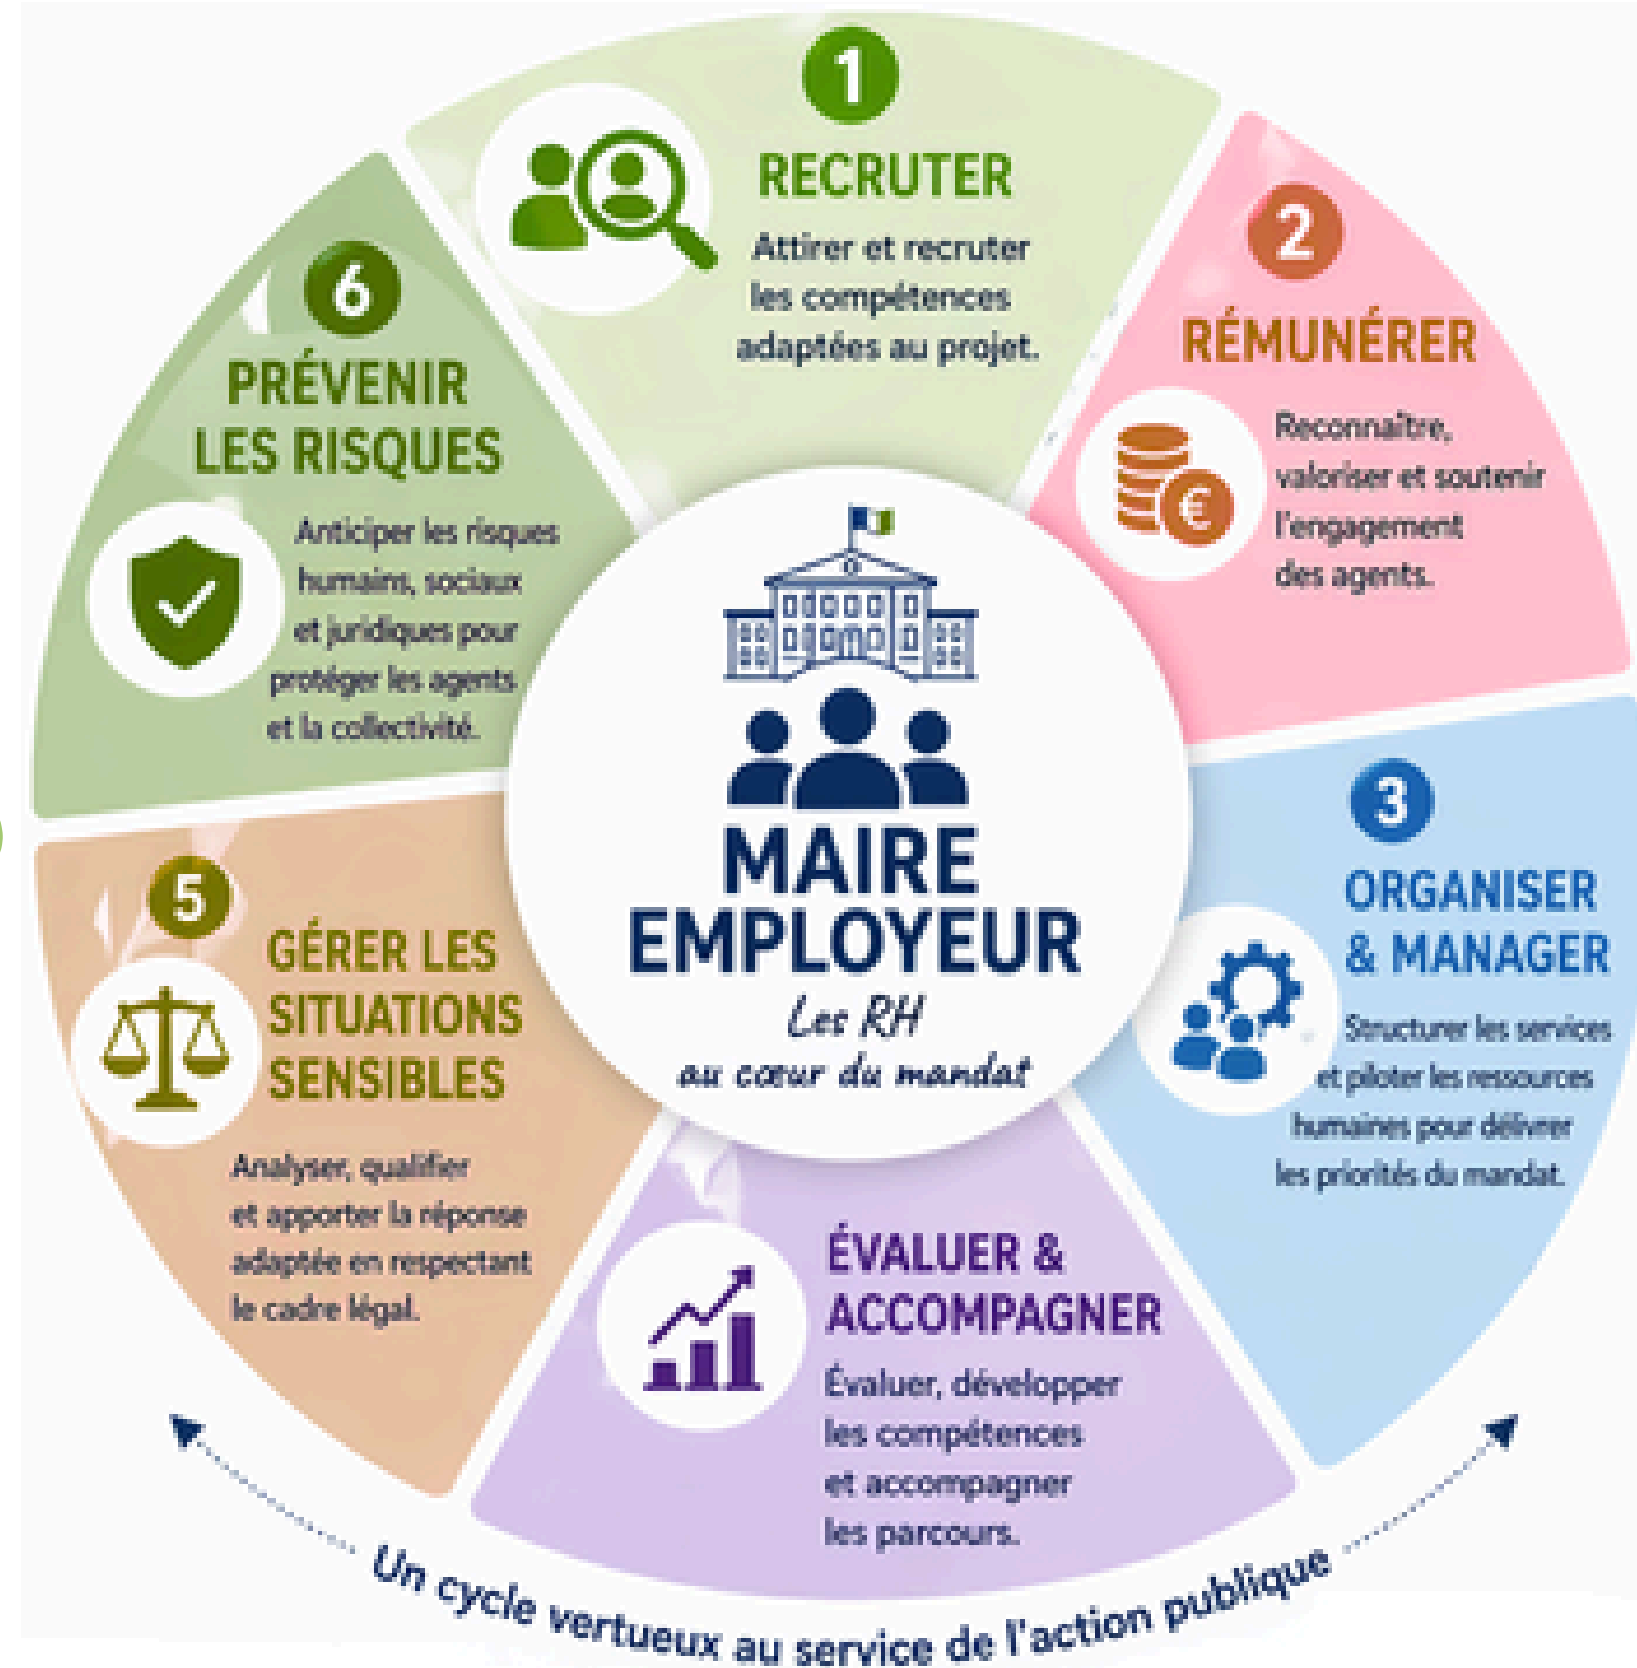 1
RECRUTER
Attirer et recruter
les compétences
adaptées au projet.
2
RÉMUNÉRER
Reconnaître,
valoriser et soutenir
l'engagement
des agents.
€
3
ORGANISER
& MANAGER
Structurer les services
et piloter les ressources
humaines pour délivrer
les priorités du mandat.
ÉVALUER &
ACCOMPAGNER
Évaluer, développer
les compétences
et accompagner
les parcours.
5
GÉRER LES
SITUATIONS
SENSIBLES
Analyser, qualifier
et apporter la réponse
adaptée en respectant
le cadre légal.
6
PRÉVENIR
LES RISQUES
Anticiper les risques
humains, sociaux
et juridiques pour
protéger les agents
et la collectivité.
MAIRE
EMPLOYEUR
Les RH
au cœur du mandat
Un cycle vertueux au service de l'action publique